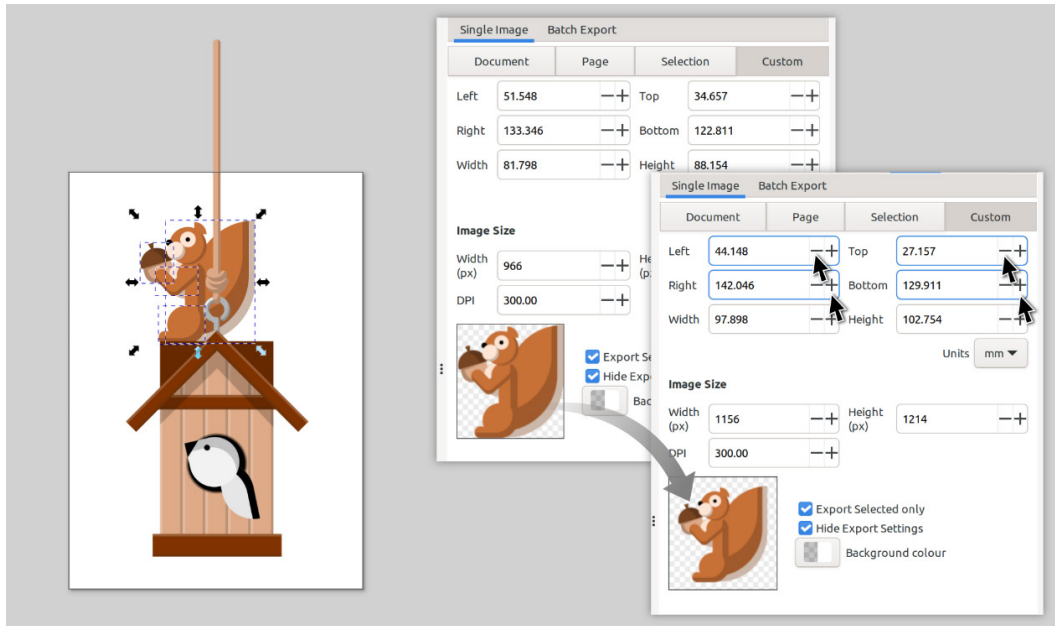 Single Image Batch Export
Document Page Selection Custom
Left 51.548 Top 34.657
Right 133.346 Bottom 122.811
Width 81.798 Height 88.154
Image Size
Width (px) 966
DPI 300.00
Export Se
Hide Exp
Single Image Batch Export
Document Page Selection Custom
Left 44.148 Top 27.157
Right 142.046 Bottom 129.911
Width 97.898 Height 102.754
Units mm
Image Size
Width (px) 1156 Height (px) 1214
DPI 300.00
Export Selected only
Hide Export Settings
Background colour